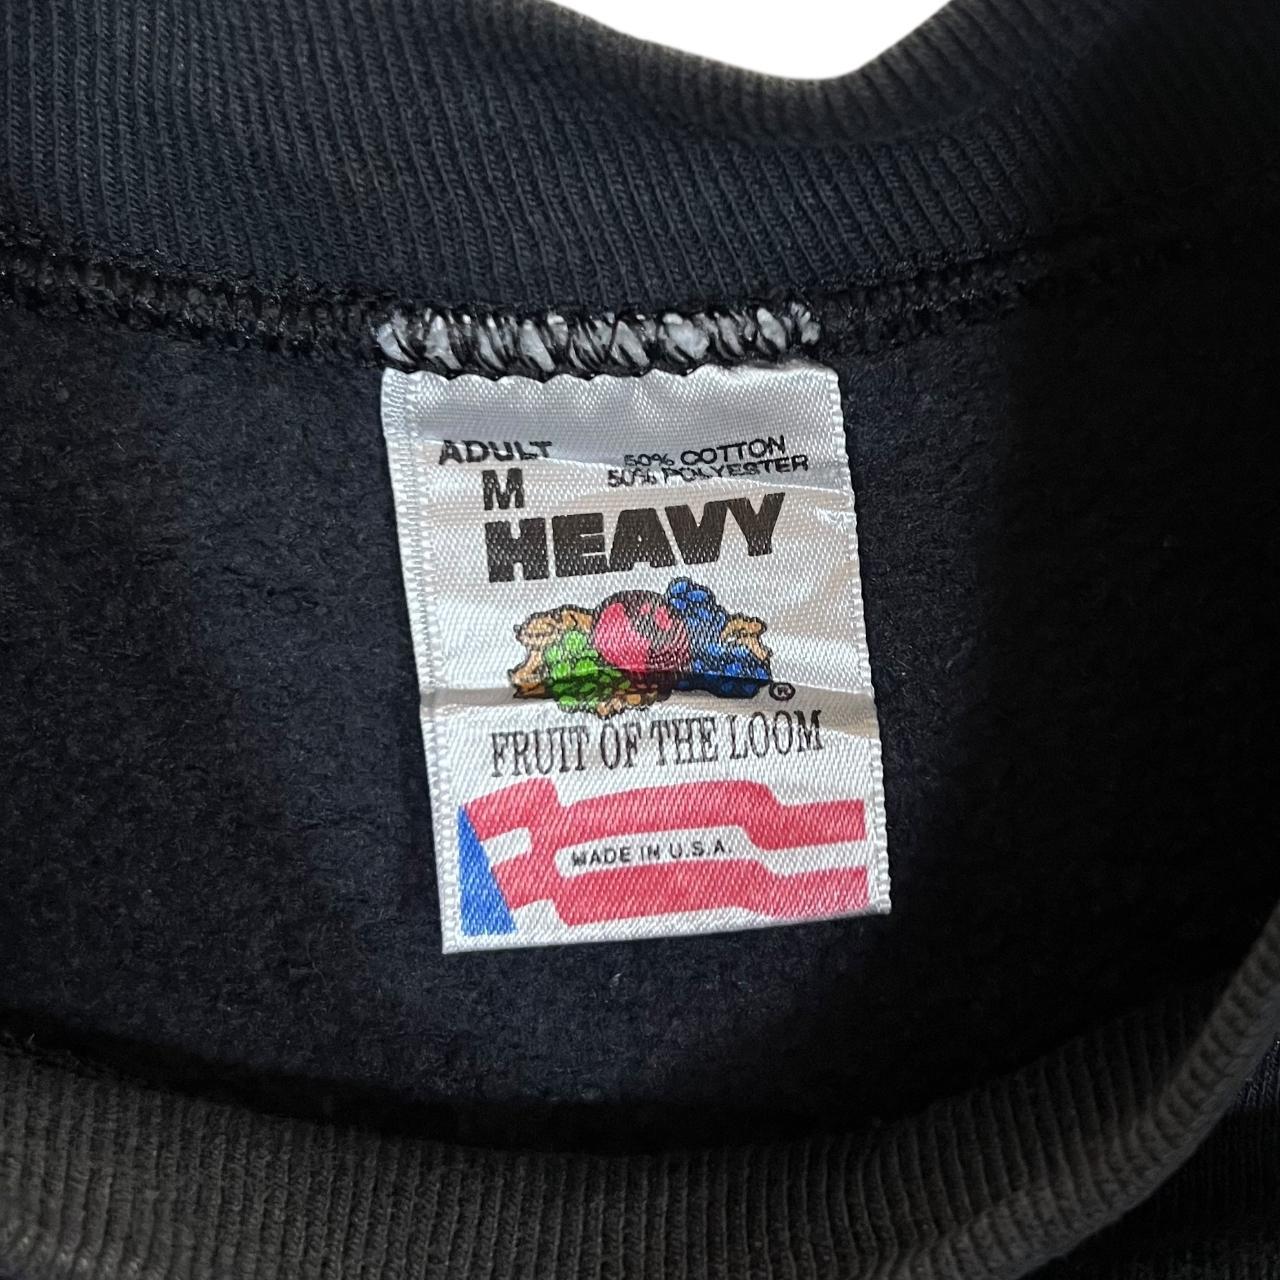 ADULT
M
50% COTTON
50% POLYESTER
HEAVY
®
FRUIT OF THE LOOM
MADE IN U.S.A.